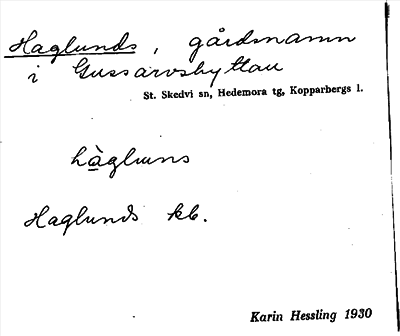 Haglunds, gårdsnamn
i Gussarvshyttan
St. Skedvi sn, Hedemora tg, Kopparbergs l.
hàgluns
Haglunds kb.
Karin Hessling 1930